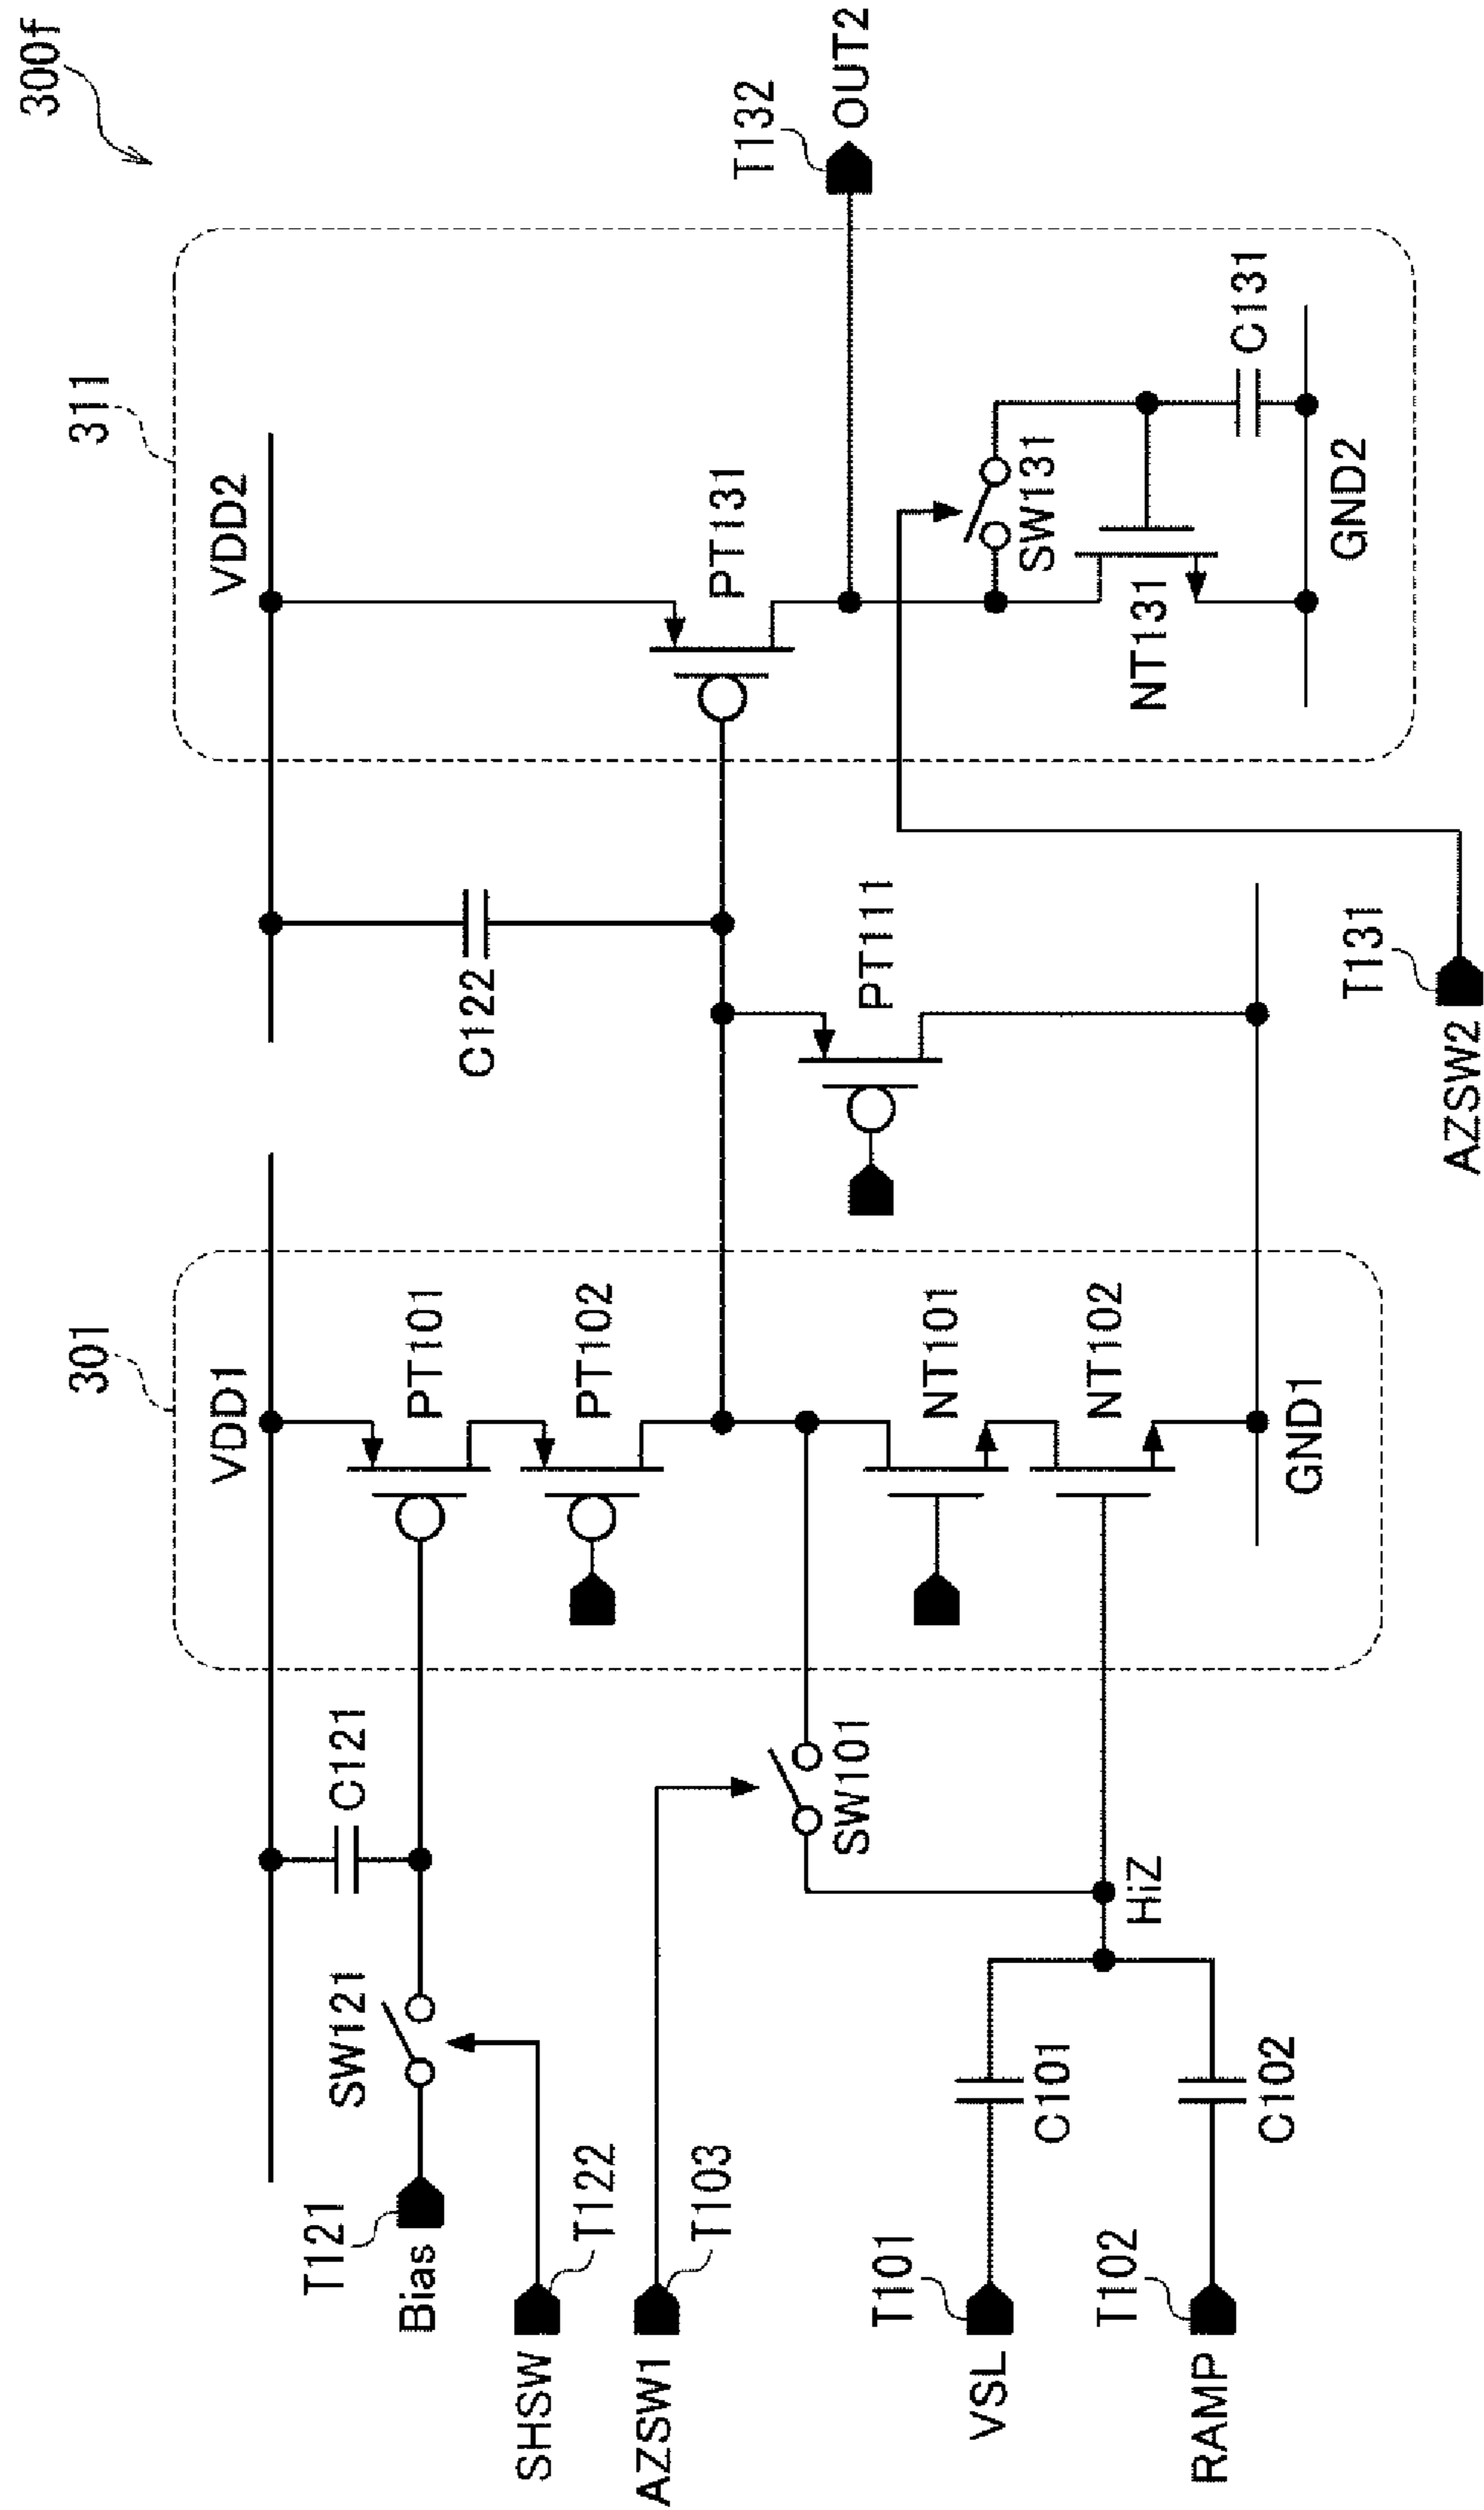 300f
301
311
VDD1
VDD2
T121
Bias
SW121
C121
PT101
PT102
C122
PT131
T132
OUT2
SHSW
T122
AZSW1
T103
SW101
NT101
NT102
PT111
SW131
NT131
C131
VSL
T101
C101
HiZ
RAMP
T102
C102
GND1
GND2
AZSW2
T131